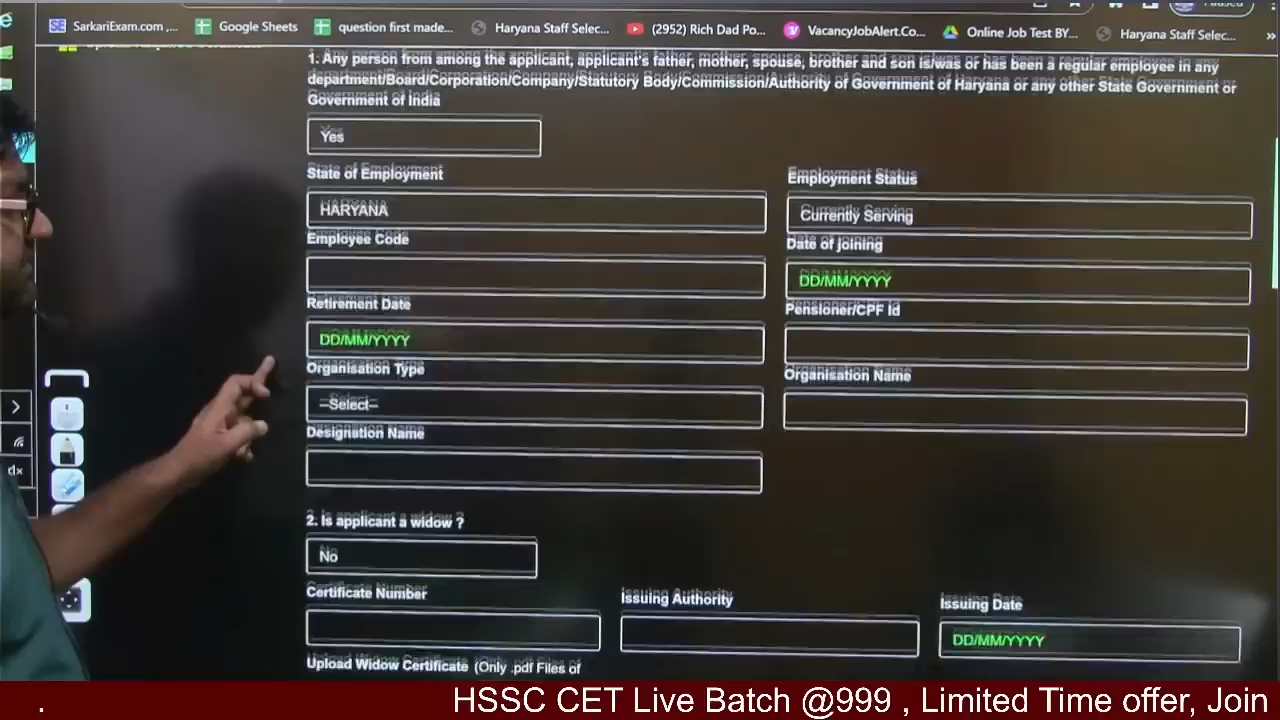 SarkariExam.com ,...
Google Sheets
question first made...
Haryana Staff Selec...
(2952) Rich Dad Po...
VacancyJobAlert.Co...
Online Job Test BY...
Haryana Staff Selec...
»
1. Any person from among the applicant, applicant's father, mother, spouse, brother and son is/was or has been a regular employee in any
department/Board/Corporation/Company/Statutory Body/Commission/Authority of Government of Haryana or any other State Government or
Government of India
Yes
State of Employment
Employment Status
HARYANA
Currently Serving
Employee Code
Date of joining
DD/MM/YYYY
Retirement Date
Pensioner/CPF Id
DD/MM/YYYY
Organisation Type
Organisation Name
--Select--
Designation Name
2. Is applicant a widow ?
No
Certificate Number
Issuing Authority
Issuing Date
DD/MM/YYYY
Upload Widow Certificate (Only .pdf Files of
. HSSC CET Live Batch @999 , Limited Time offer, Join